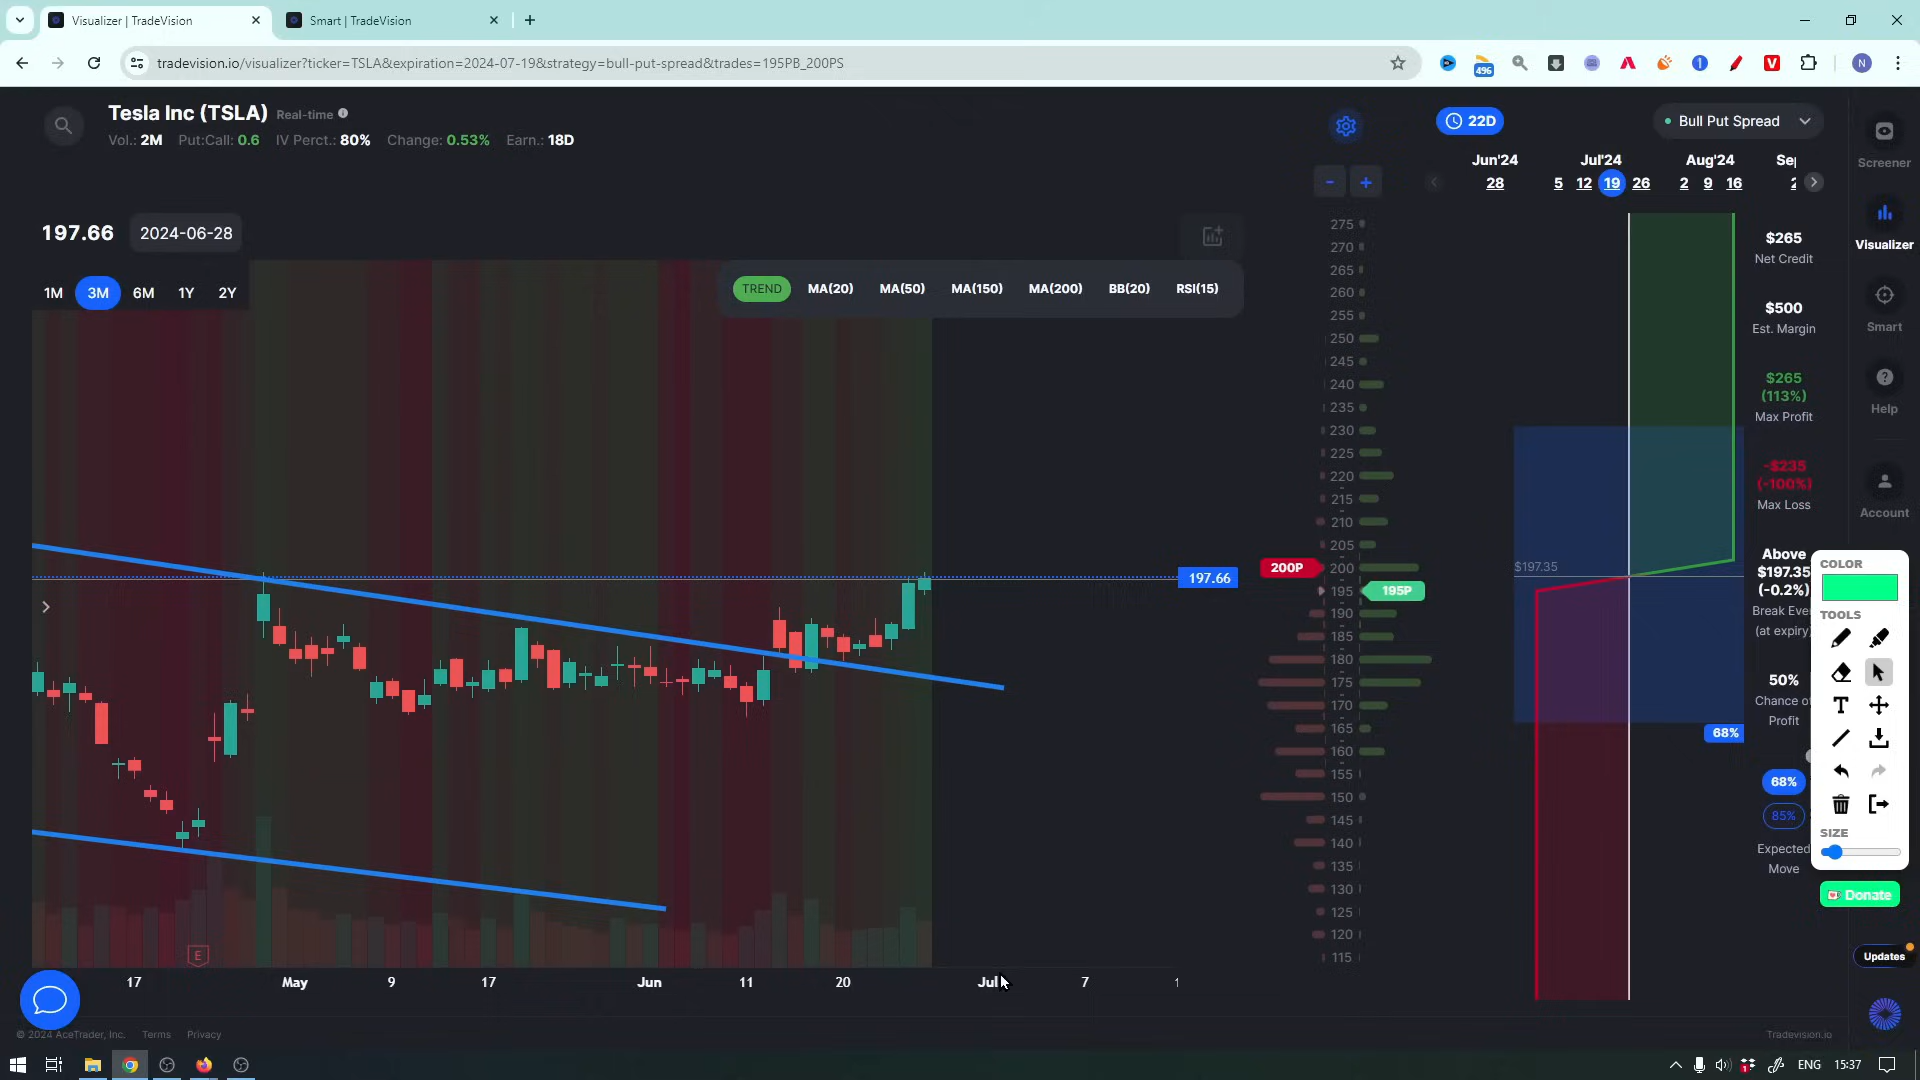 Visualizer | TradeVision
Smart | TradeVision
tradevision.io/visualizer?ticker=TSLA&expiration=2024-07-19&strategy=bull-put-spread&trades=195PB_200PS
496
N
Tesla Inc (TSLA) Real-time
Vol.: 2M Put:Call: 0.6 IV Perct.: 80% Change: 0.53% Earn.: 18D
22D
Bull Put Spread
Jun'24 Jul'24 Aug'24
28 5 12 19 26 2 9 16
197.66 2024-06-28
1M 3M 6M 1Y 2Y
TREND MA(20) MA(50) MA(150) MA(200) BB(20) RSI(15)
- +
275
270
265
260
255
250
245
240
235
230
225
220
215
210
205
200P 200
195 195P
190
185
180
175
170
165
160
155
150
145
140
135
130
125
120
115
197.66
$197.35
68%
$265
Net Credit
$500
Est. Margin
$265
(113%)
Max Profit
-$235
(-100%)
Max Loss
Above
$197.35
(-0.2%)
Break Even
(at expiry)
50%
Chance of
Profit
68%
85%
Expected
Move
Screener
Visualizer
Smart
Help
Account
COLOR
TOOLS
T
SIZE
Donate
Updates
E
17 May 9 17 Jun 11 20 Jul 7 1
© 2024 AceTrader, Inc. Terms Privacy
Tradevision.io
ENG 15:37